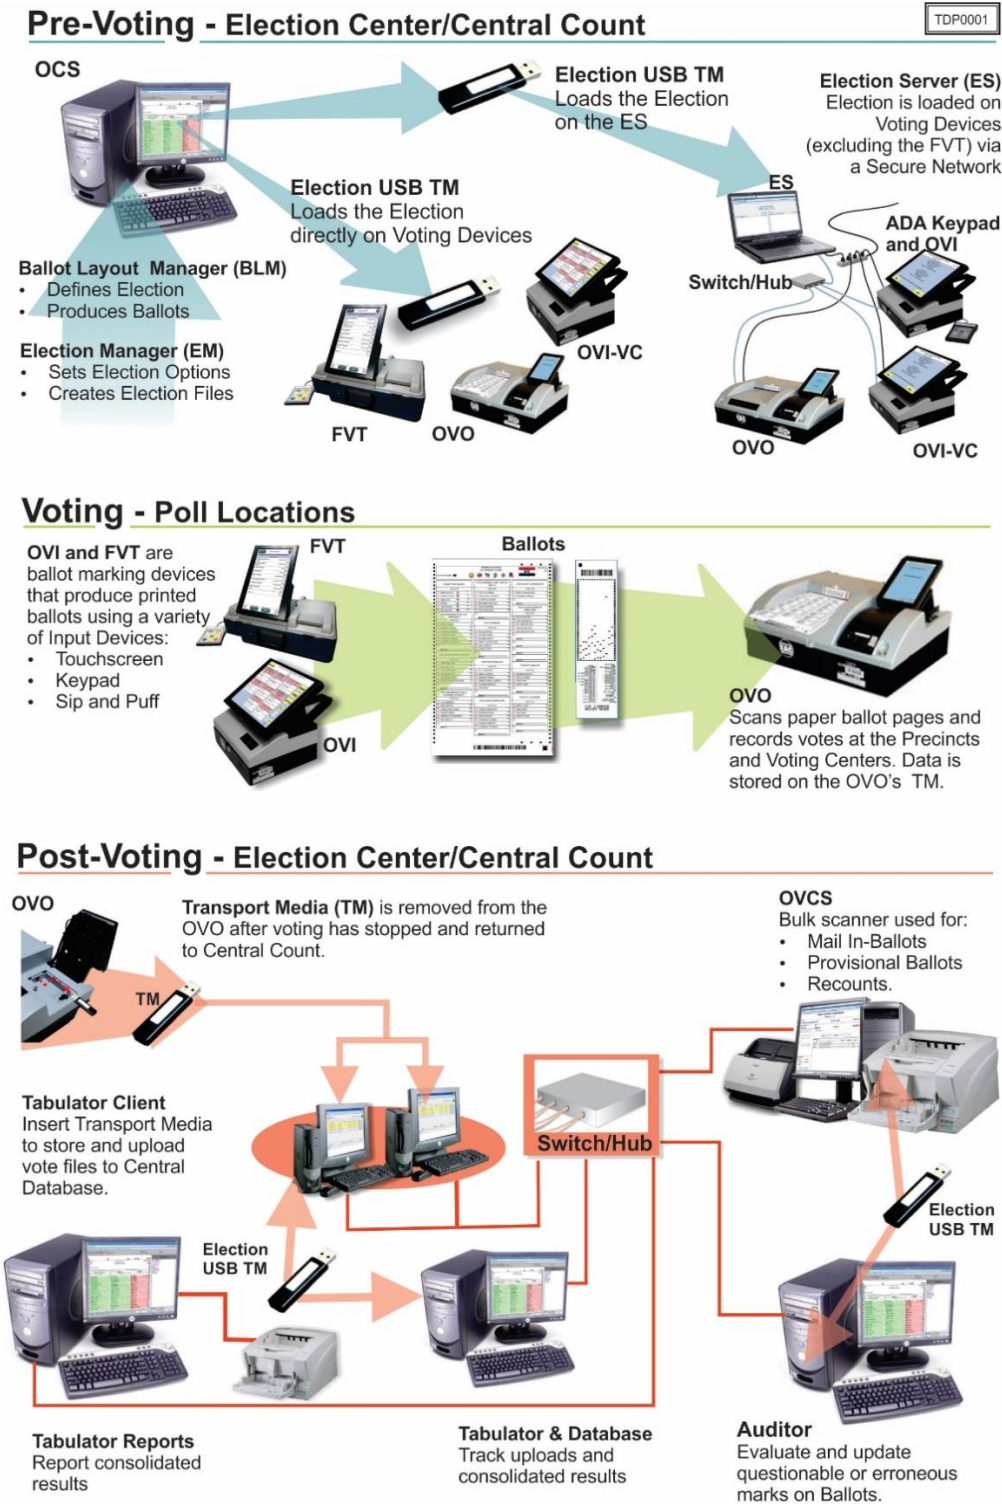 Pre-Voting - Election Center/Central Count
TDP0001
OCS
Election USB TM
Loads the Election
on the ES
Election Server (ES)
Election is loaded on
Voting Devices
(excluding the FVT) via
a Secure Network
Election USB TM
Loads the Election
directly on Voting Devices
ES
ADA Keypad
and OVI
Switch/Hub
Ballot Layout Manager (BLM)
• Defines Election
• Produces Ballots
Election Manager (EM)
• Sets Election Options
• Creates Election Files
OVI-VC
FVT
OVO
OVO
OVI-VC
Voting - Poll Locations
OVI and FVT are
ballot marking devices
that produce printed
ballots using a variety
of Input Devices:
• Touchscreen
• Keypad
• Sip and Puff
FVT
OVI
Ballots
OVO
Scans paper ballot pages and
records votes at the Precincts
and Voting Centers. Data is
stored on the OVO's TM.
Post-Voting - Election Center/Central Count
OVO
Transport Media (TM) is removed from the
OVO after voting has stopped and returned
to Central Count.
TM
OVCS
Bulk scanner used for:
• Mail In-Ballots
• Provisional Ballots
• Recounts.
Tabulator Client
Insert Transport Media
to store and upload
vote files to Central
Database.
Switch/Hub
Election
USB TM
Election
USB TM
Tabulator Reports
Report consolidated
results
Tabulator & Database
Track uploads and
consolidated results
Auditor
Evaluate and update
questionable or erroneous
marks on Ballots.